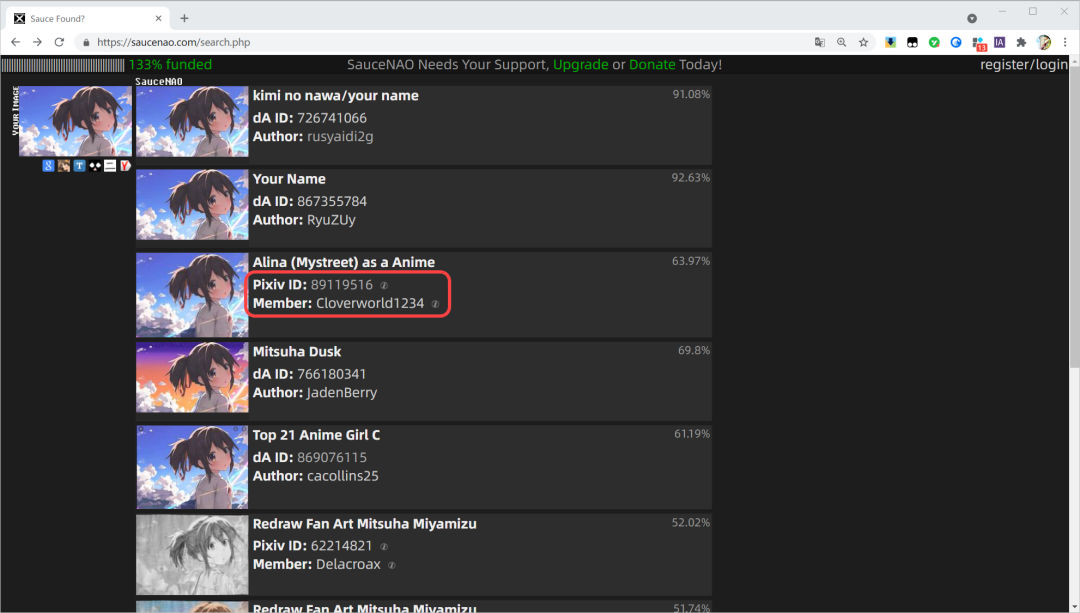 Sauce Found?
https://saucenao.com/search.php
13
IA
133% funded
SauceNAO Needs Your Support, Upgrade or Donate Today!
register/login
SauceNAO
YOUR IMAGE
kimi no nawa/your name
91.08%
dA ID: 726741066
Author: rusyaidi2g
Your Name
92.63%
dA ID: 867355784
Author: RyuZUy
Alina (Mystreet) as a Anime
63.97%
Pixiv ID: 89119516
Member: Cloverworld1234
Mitsuha Dusk
69.8%
dA ID: 766180341
Author: JadenBerry
Top 21 Anime Girl C
61.19%
dA ID: 869076115
Author: cacollins25
Redraw Fan Art Mitsuha Miyamizu
52.02%
Pixiv ID: 62214821
Member: Delacroax
Redraw Fan Art Mitsuha Miyamizu
51.74%